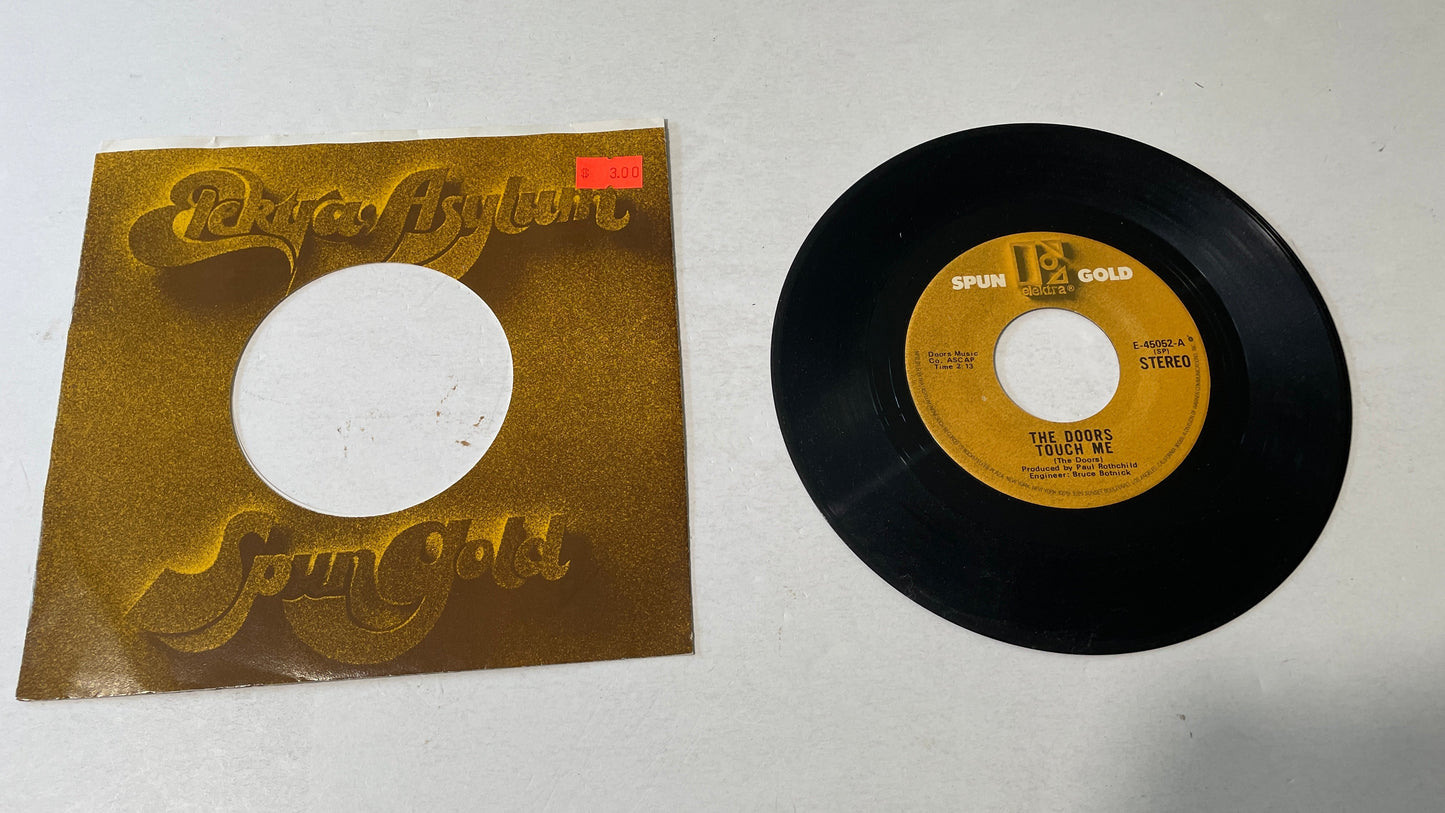 $ 3.00
Elektra Asylum
Spun Gold
SPUN GOLD
elektra®
E-45052-A
(SP)
STEREO
Doors Music
Co. ASCAP
Time 2:13
THE DOORS
TOUCH ME
(The Doors)
Produced by Paul Rothchild
Engineer: Bruce Botnick